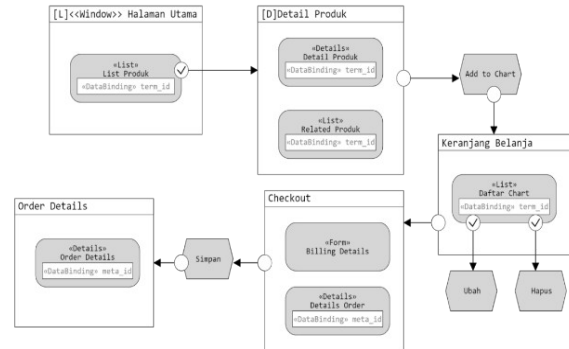 [L]<<Window>> Halaman Utama
«List»
List Produk
«DataBinding» term_id
[D]Detail Produk
«Details»
Detail Produk
«DataBinding» term_id
«List»
Related Produk
«DataBinding» term_id
Add to Chart
Keranjang Belanja
«List»
Daftar Chart
«DataBinding» term_id
Ubah
Hapus
Checkout
«Form»
Billing Details
«Details»
Details Order
«DataBinding» meta_id
Simpan
Order Details
«Details»
Order Details
«DataBinding» meta_id